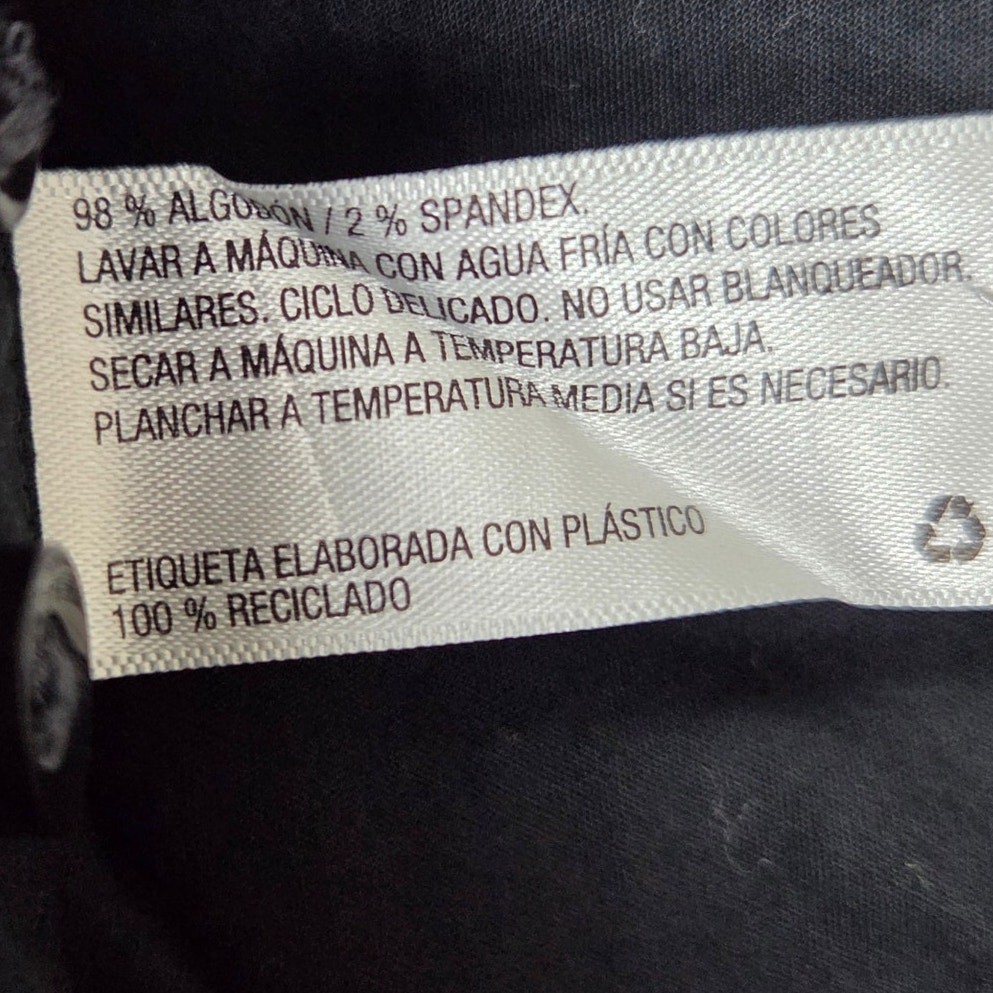 98 % ALGODÓN / 2 % SPANDEX.
LAVAR A MÁQUINA CON AGUA FRÍA CON COLORES
SIMILARES. CICLO DELICADO. NO USAR BLANQUEADOR.
SECAR A MÁQUINA A TEMPERATURA BAJA.
PLANCHAR A TEMPERATURA MEDIA SI ES NECESARIO.
ETIQUETA ELABORADA CON PLÁSTICO
100 % RECICLADO